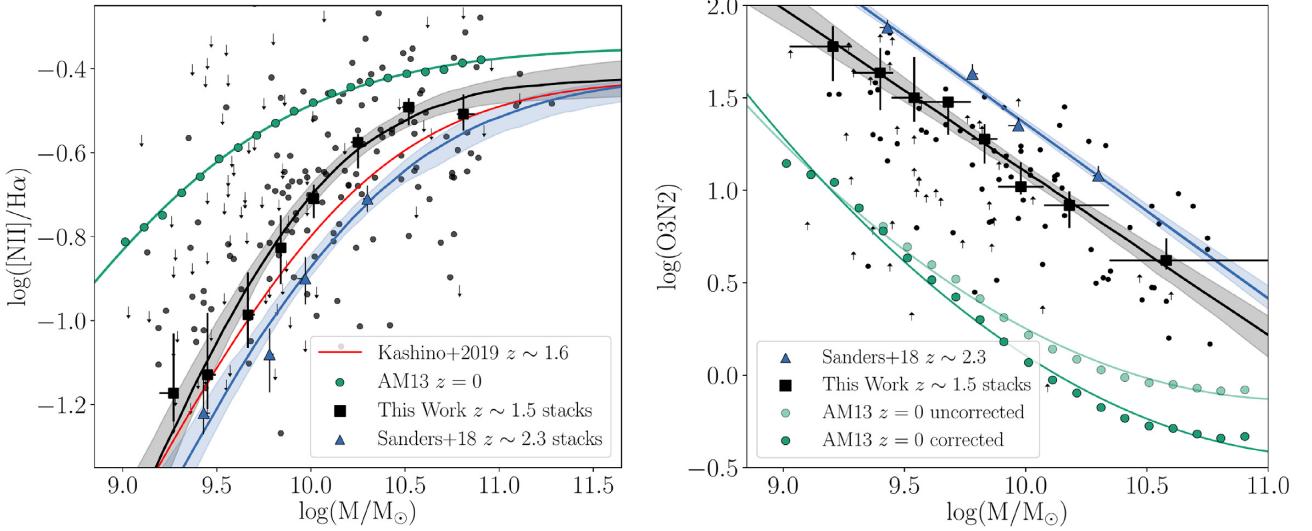 −0.4
−0.6
−0.8
−1.0
−1.2
log([NII]/Hα)
Kashino+2019 z ∼ 1.6
AM13 z = 0
This Work z ∼ 1.5 stacks
Sanders+18 z ∼ 2.3 stacks
9.0 9.5 10.0 10.5 11.0 11.5
log(M/M⊙)
2.0
1.5
1.0
0.5
0.0
−0.5
log(O3N2)
Sanders+18 z ∼ 2.3
This Work z ∼ 1.5 stacks
AM13 z = 0 uncorrected
AM13 z = 0 corrected
9.0 9.5 10.0 10.5 11.0
log(M/M⊙)